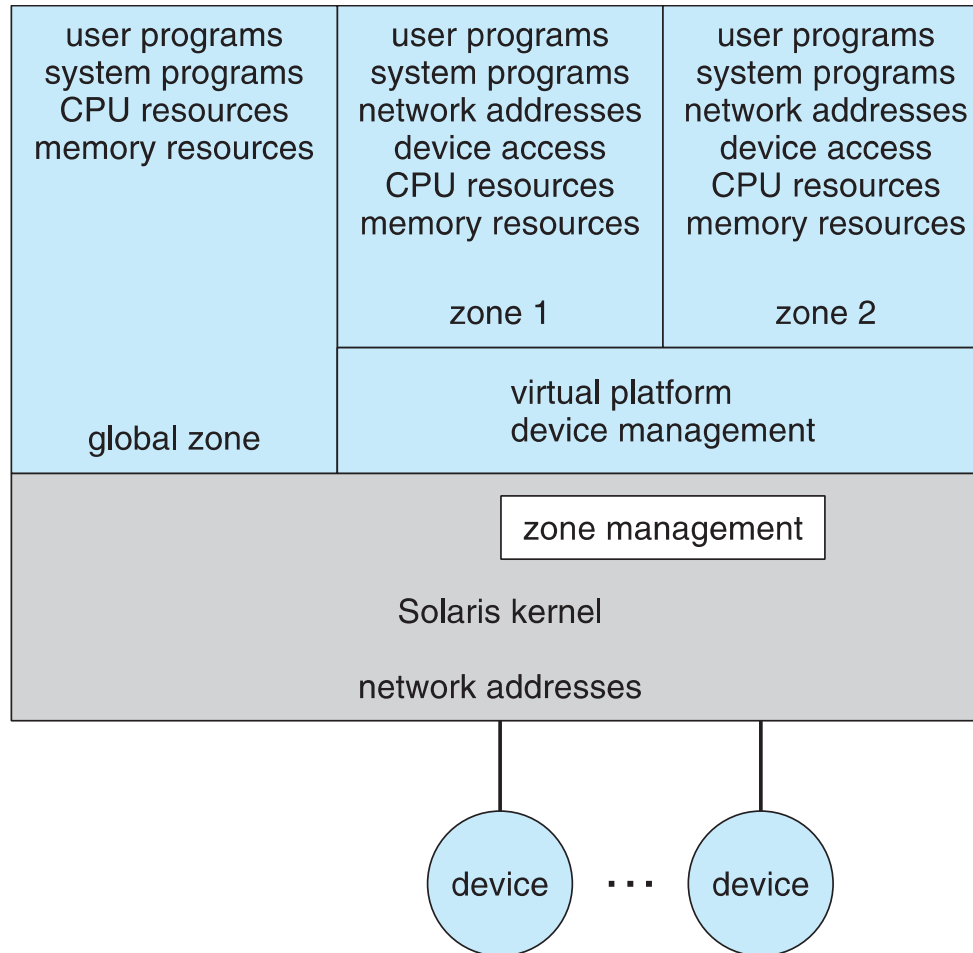 user programs
system programs
CPU resources
memory resources
global zone
user programs
system programs
network addresses
device access
CPU resources
memory resources
zone 1
user programs
system programs
network addresses
device access
CPU resources
memory resources
zone 2
virtual platform
device management
zone management
Solaris kernel
network addresses
device
...
device